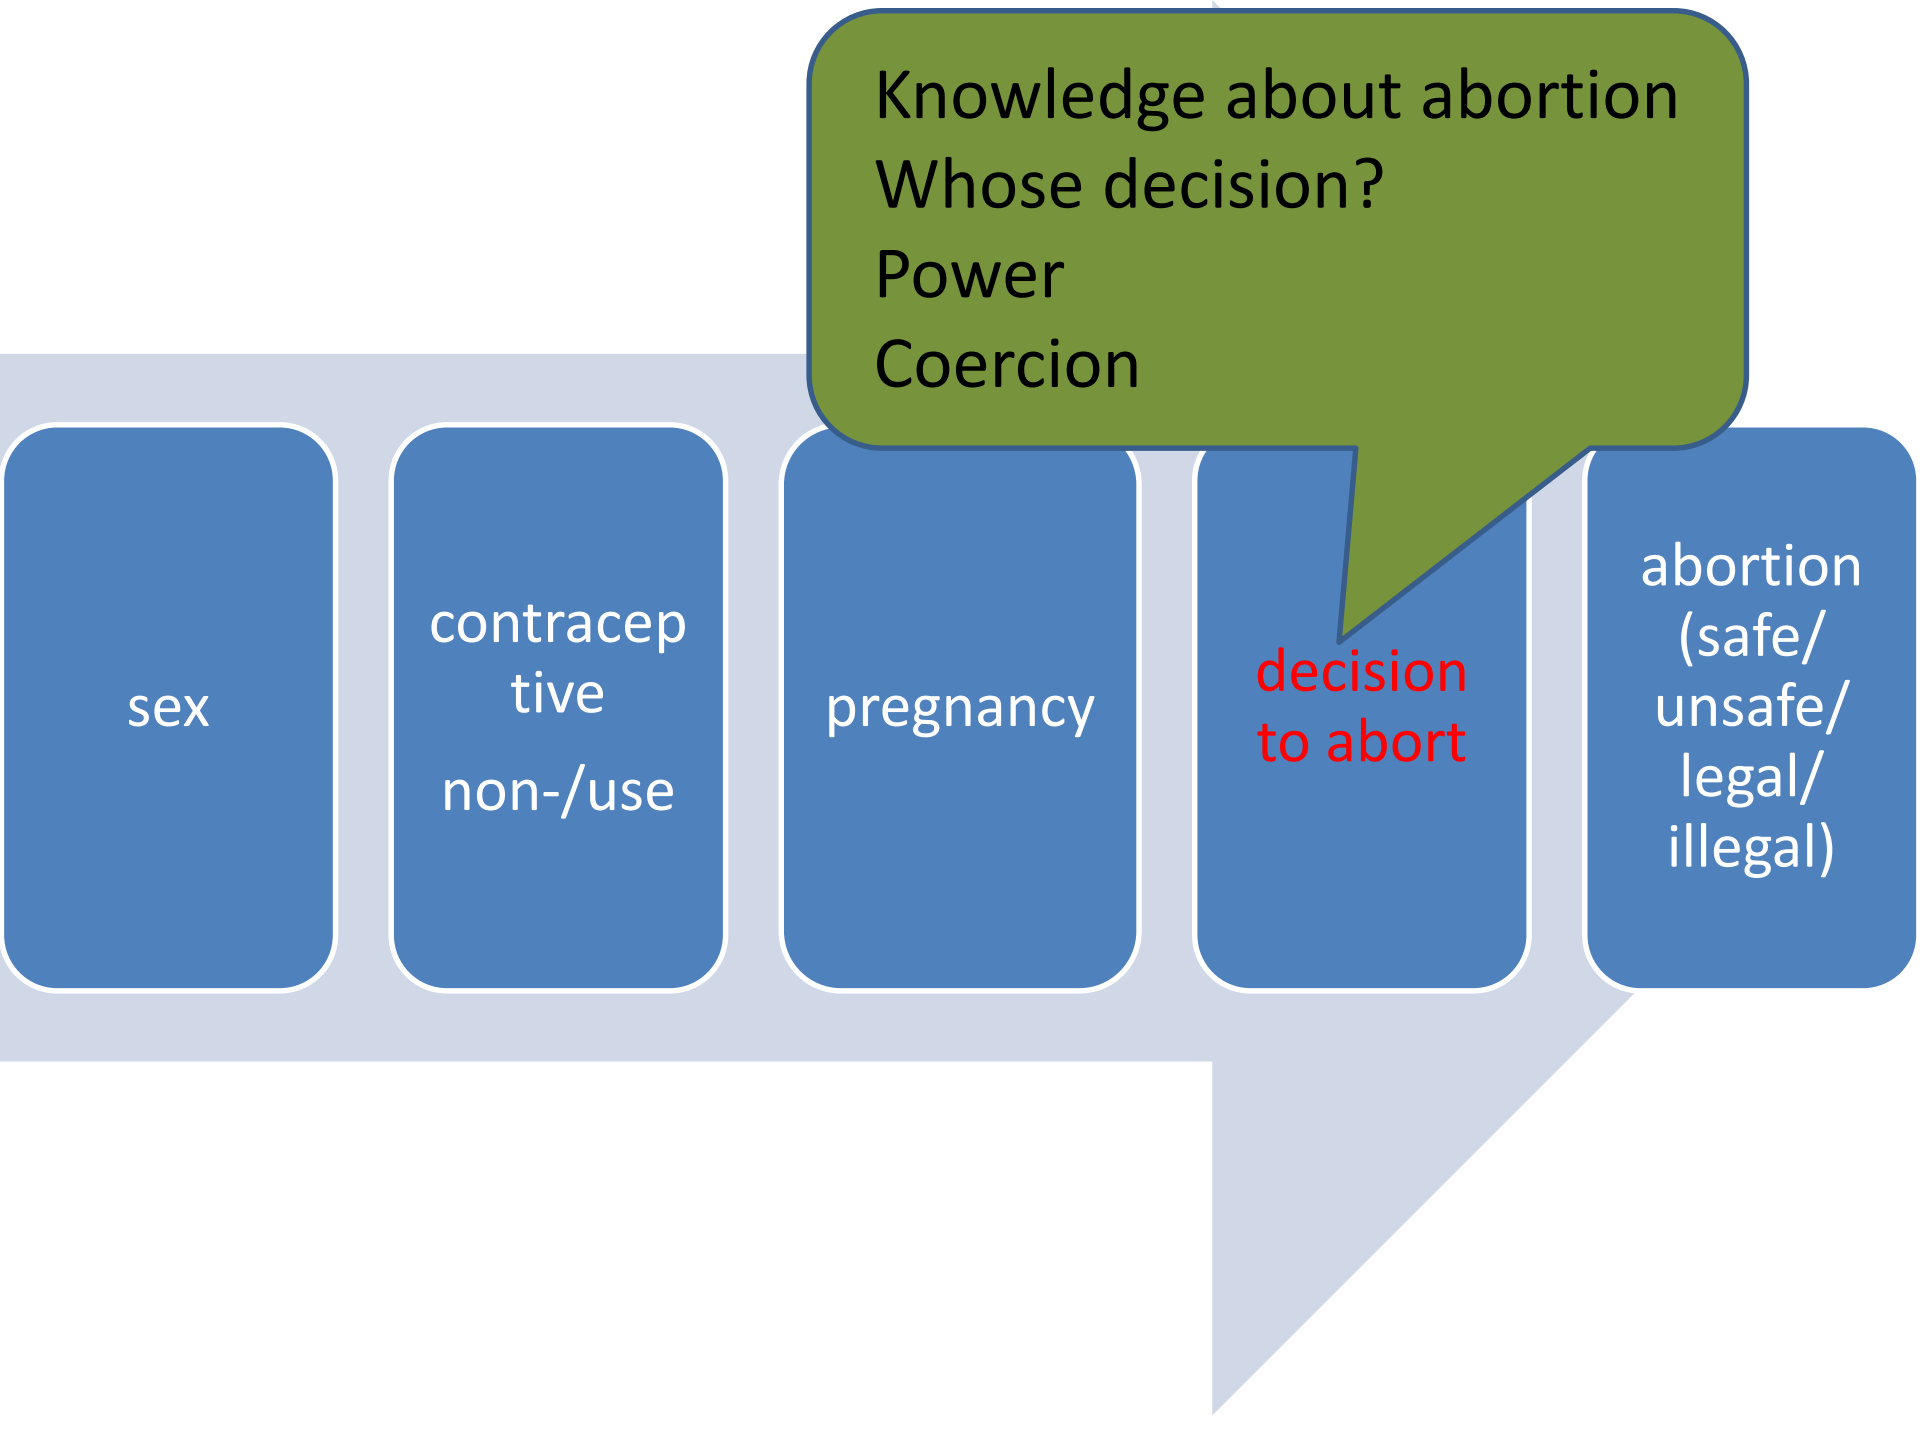 Knowledge about abortion
Whose decision?
Power
Coercion
sex
contracep
tive
non-/use
pregnancy
decision
to abort
abortion
(safe/
unsafe/
legal/
illegal)